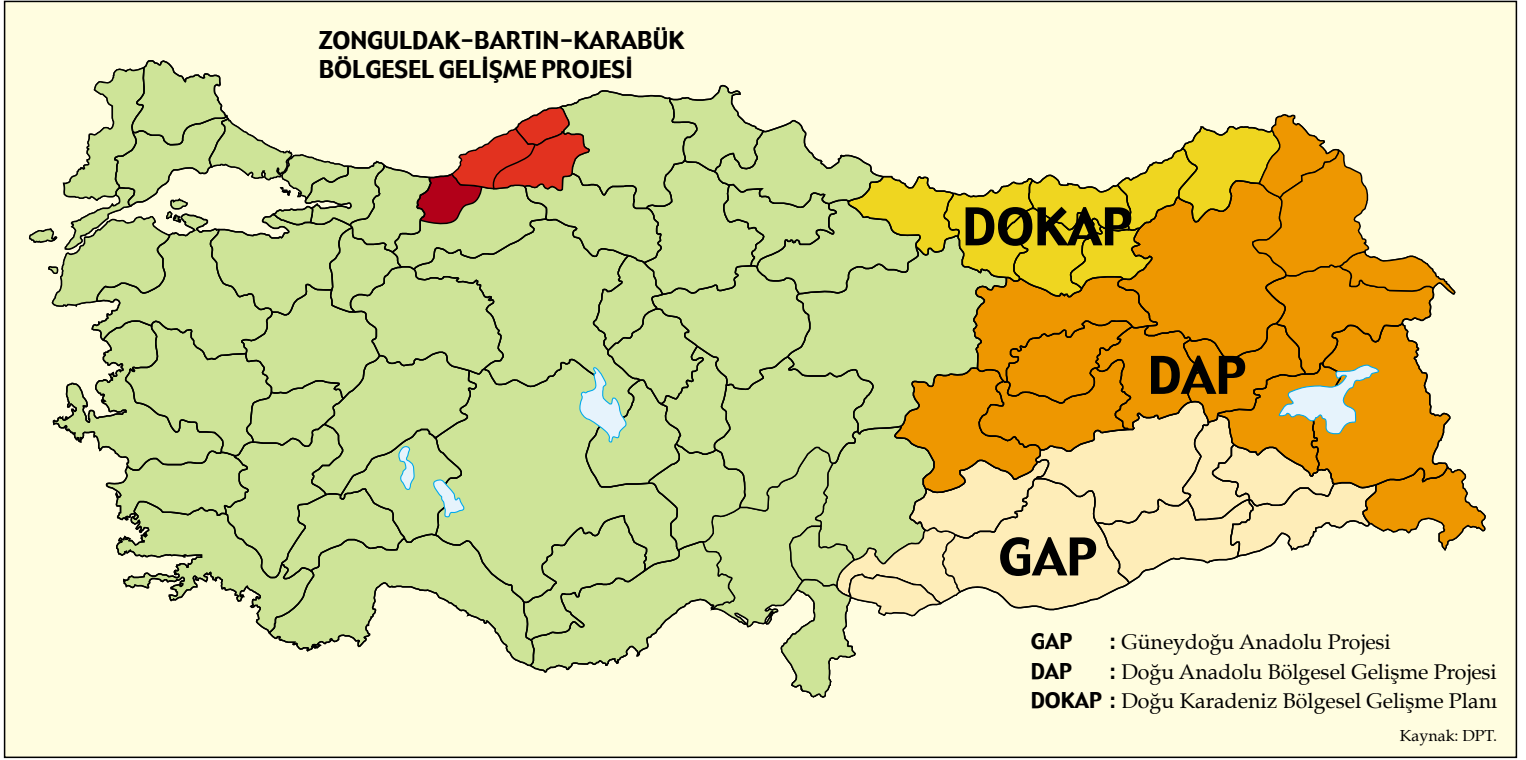 ZONGULDAK–BARTIN–KARABÜK
BÖLGESEL GELİŞME PROJESİ
DOKAP
DAP
GAP
GAP : Güneydoğu Anadolu Projesi
DAP : Doğu Anadolu Bölgesel Gelişme Projesi
DOKAP : Doğu Karadeniz Bölgesel Gelişme Planı
Kaynak: DPT.